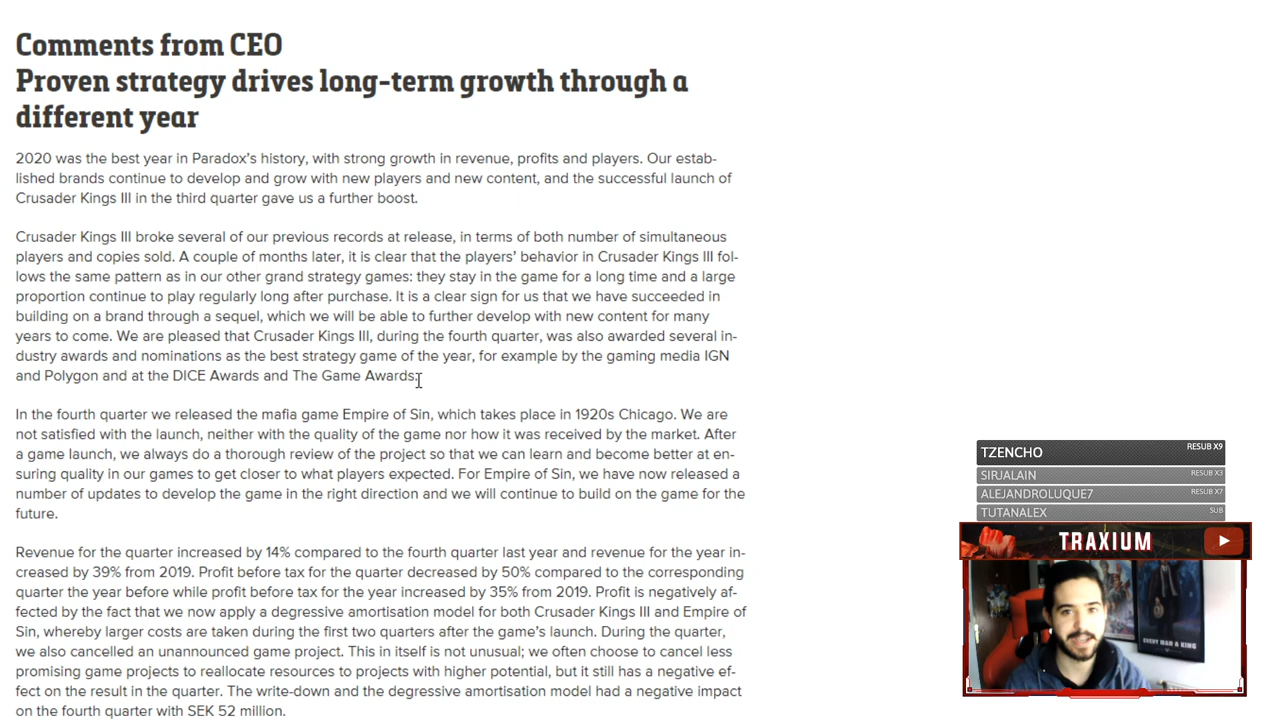 Comments from CEO
Proven strategy drives long-term growth through a
different year
2020 was the best year in Paradox's history, with strong growth in revenue, profits and players. Our estab-
lished brands continue to develop and grow with new players and new content, and the successful launch of
Crusader Kings III in the third quarter gave us a further boost.
Crusader Kings III broke several of our previous records at release, in terms of both number of simultaneous
players and copies sold. A couple of months later, it is clear that the players' behavior in Crusader Kings III fol-
lows the same pattern as in our other grand strategy games: they stay in the game for a long time and a large
proportion continue to play regularly long after purchase. It is a clear sign for us that we have succeeded in
building on a brand through a sequel, which we will be able to further develop with new content for many
years to come. We are pleased that Crusader Kings III, during the fourth quarter, was also awarded several in-
dustry awards and nominations as the best strategy game of the year, for example by the gaming media IGN
and Polygon and at the DICE Awards and The Game Awards.
In the fourth quarter we released the mafia game Empire of Sin, which takes place in 1920s Chicago. We are
not satisfied with the launch, neither with the quality of the game nor how it was received by the market. After
a game launch, we always do a thorough review of the project so that we can learn and become better at en-
suring quality in our games to get closer to what players expected. For Empire of Sin, we have now released a
number of updates to develop the game in the right direction and we will continue to build on the game for the
future.
Revenue for the quarter increased by 14% compared to the fourth quarter last year and revenue for the year in-
creased by 39% from 2019. Profit before tax for the quarter decreased by 50% compared to the corresponding
quarter the year before while profit before tax for the year increased by 35% from 2019. Profit is negatively af-
fected by the fact that we now apply a degressive amortisation model for both Crusader Kings III and Empire of
Sin, whereby larger costs are taken during the first two quarters after the game's launch. During the quarter,
we also cancelled an unannounced game project. This in itself is not unusual; we often choose to cancel less
promising game projects to reallocate resources to projects with higher potential, but it still has a negative ef-
fect on the result in the quarter. The write-down and the degressive amortisation model had a negative impact
on the fourth quarter with SEK 52 million.
TZENCHO RESUB X9
SIRJALAIN RESUB X3
ALEJANDROLUQUE7 RESUB X7
TUTANALEX SUB
TRAXIUM
EVERY MAN A KING